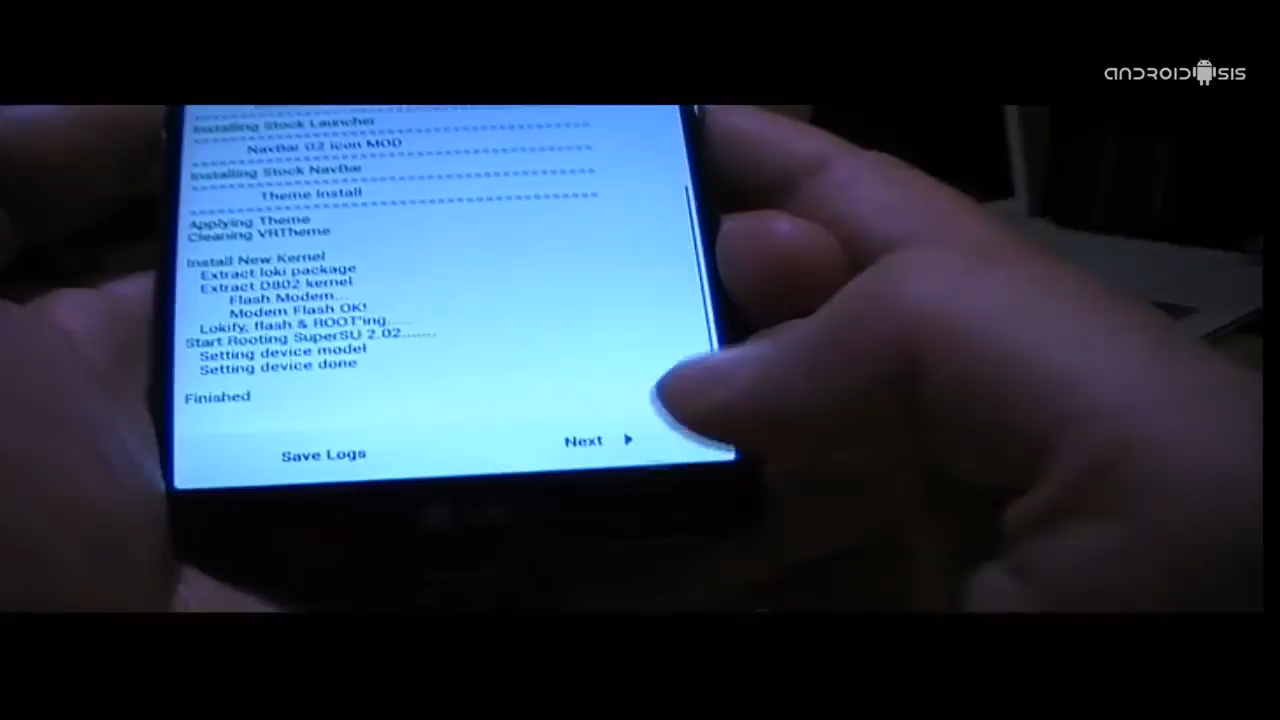 ANDROIDSIS
Installing Stock Launcher
NavBar G2 icon MOD
Installing Stock NavBar
Theme Install
Applying Theme
Cleaning VRTheme
Install New Kernel
Extract loki package
Extract D802 kernel
Flash Modem...
Modem Flash OK!
Lokify, flash & ROOT'ing.....
Start Rooting SuperSU 2.02.......
Setting device model
Setting device done
Finished
Save Logs
Next
LG